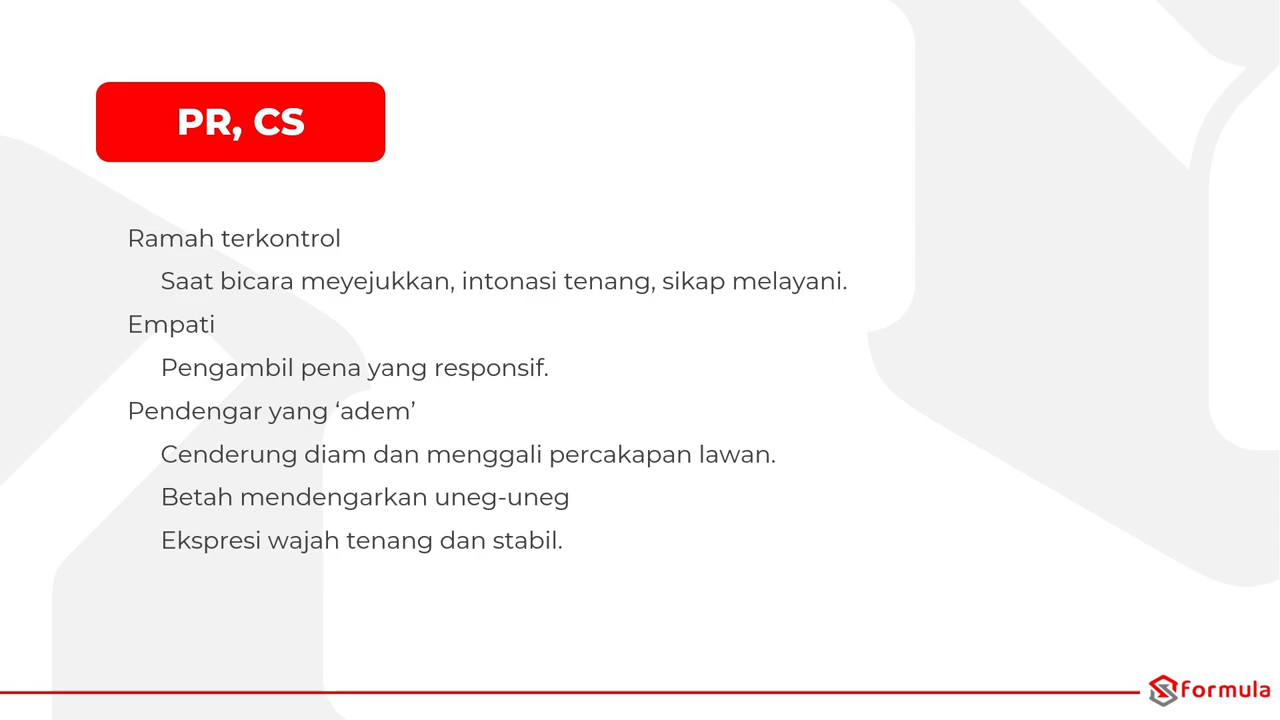 PR, CS
Ramah terkontrol
Saat bicara meyejukkan, intonasi tenang, sikap melayani.
Empati
Pengambil pena yang responsif.
Pendengar yang ‘adem’
Cenderung diam dan menggali percakapan lawan.
Betah mendengarkan uneg-uneg
Ekspresi wajah tenang dan stabil.
formula